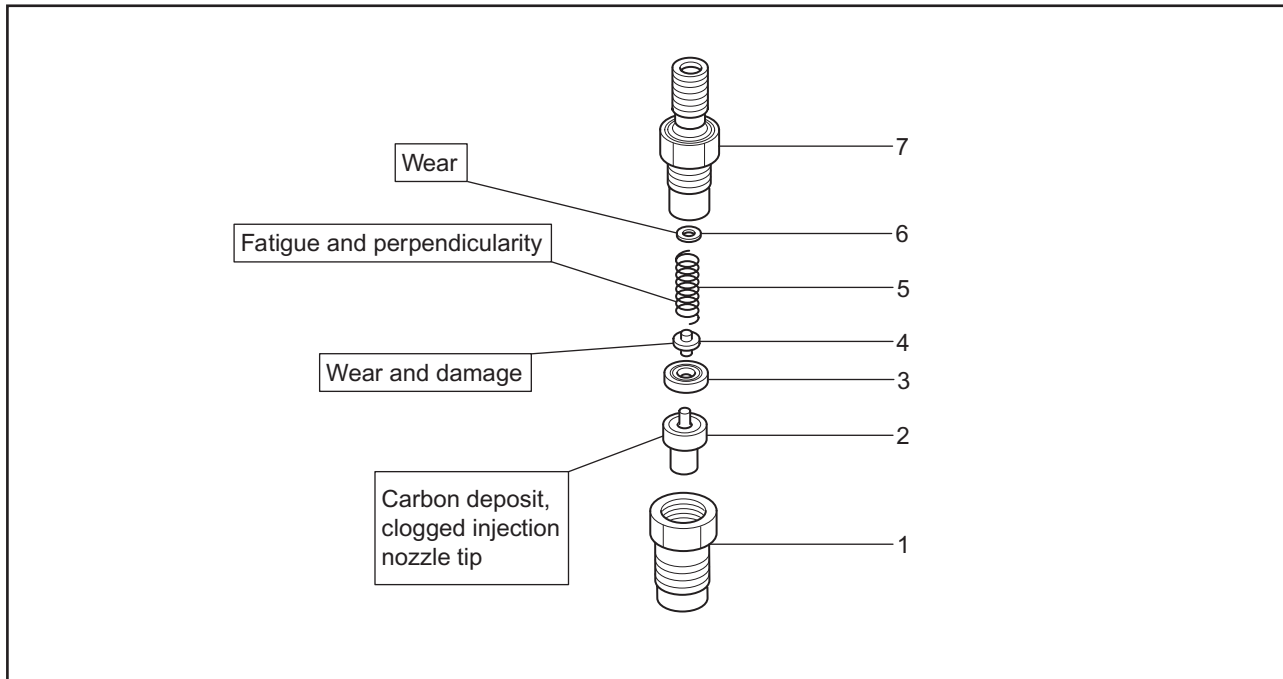 7
Wear
6
Fatigue and perpendicularity
5
4
Wear and damage
3
2
Carbon deposit,
clogged injection
nozzle tip
1